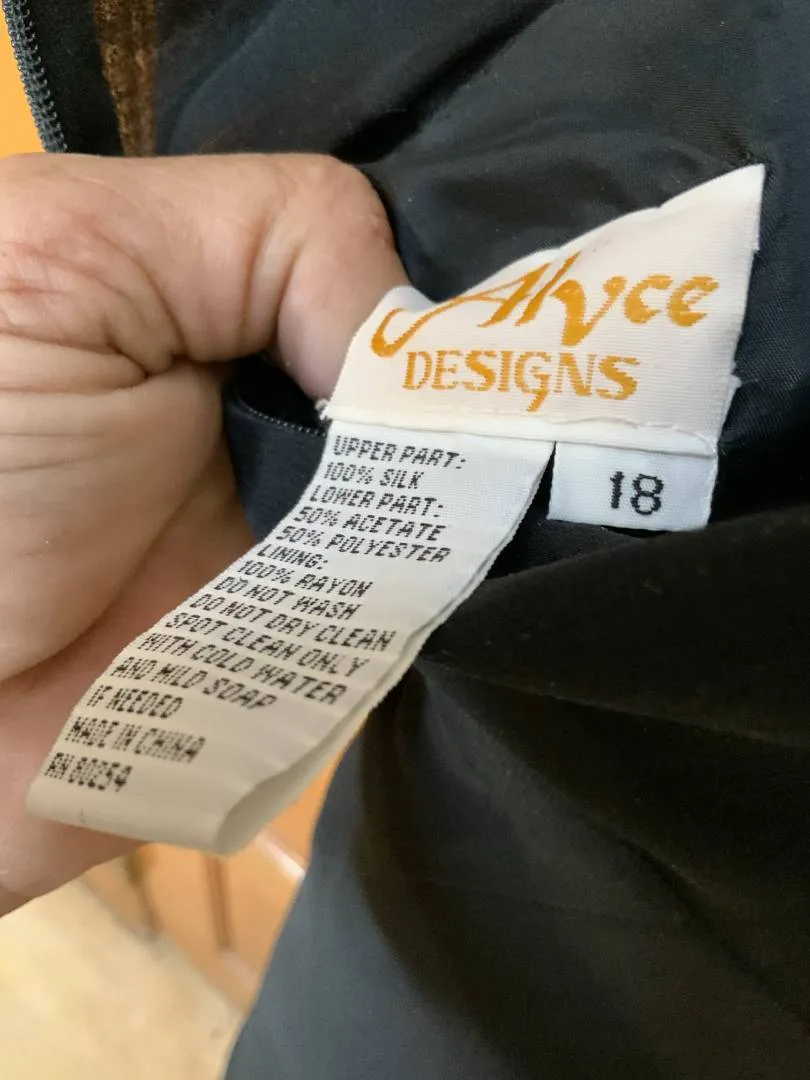 Alyce
DESIGNS
18
UPPER PART:
100% SILK
LOWER PART:
50% ACETATE
50% POLYESTER
LINING:
100% RAYON
DO NOT WASH
DO NOT DRY CLEAN
SPOT CLEAN ONLY
WITH COLD WATER
AND MILD SOAP
IF NEEDED
MADE IN CHINA
RN 80254